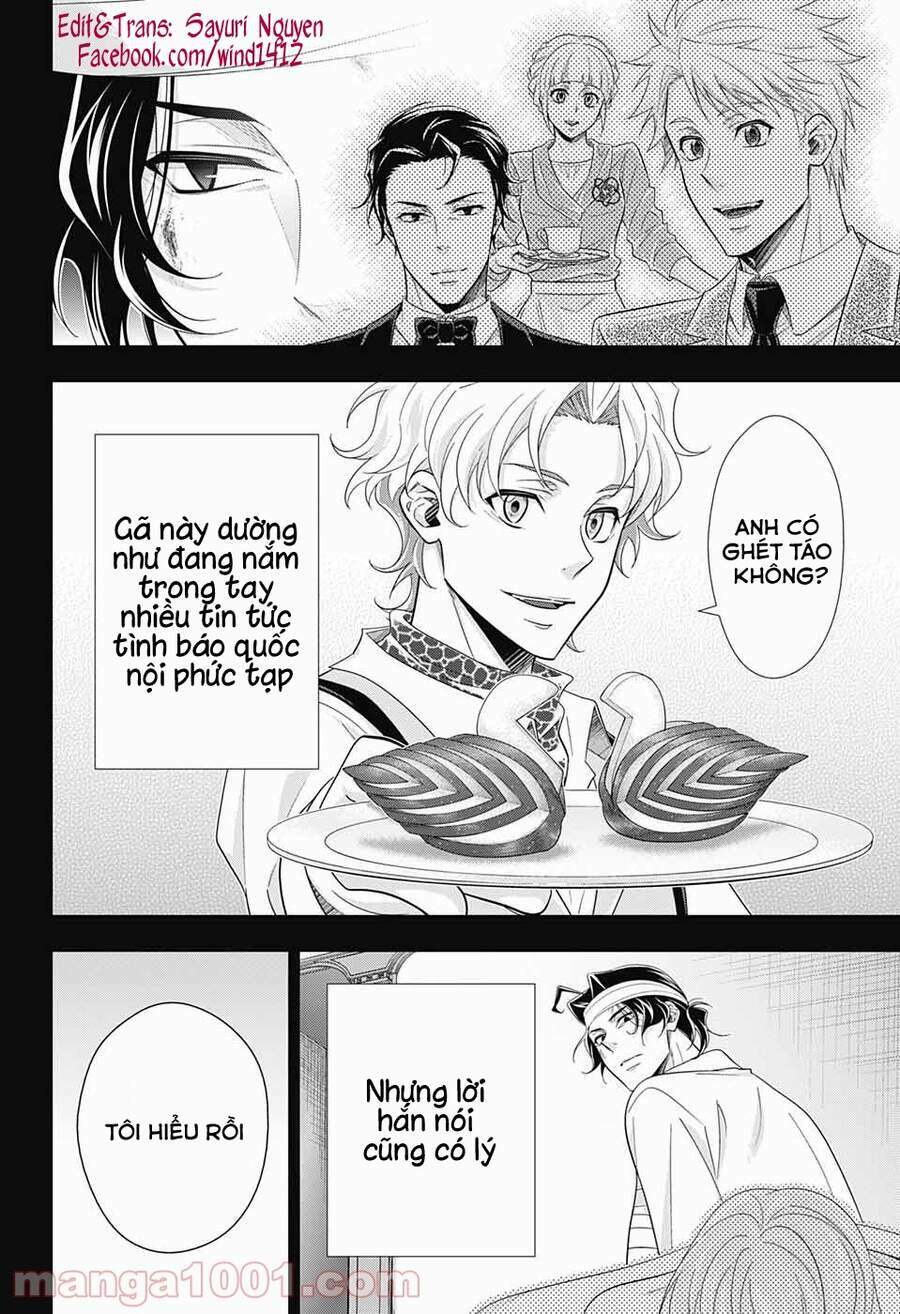 Edit&Trans: Sayuri Nguyen
Facebook.com/wind1412
ANH CÓ
GHÉT TÁO
KHÔNG?
Gã này dường
như đang nắm
trong tay
nhiều tin tức
tình báo quốc
nội phức tạp
Nhưng lời
hắn nói
cũng có lý
TÔI HIỂU RỒI
manga1001.com